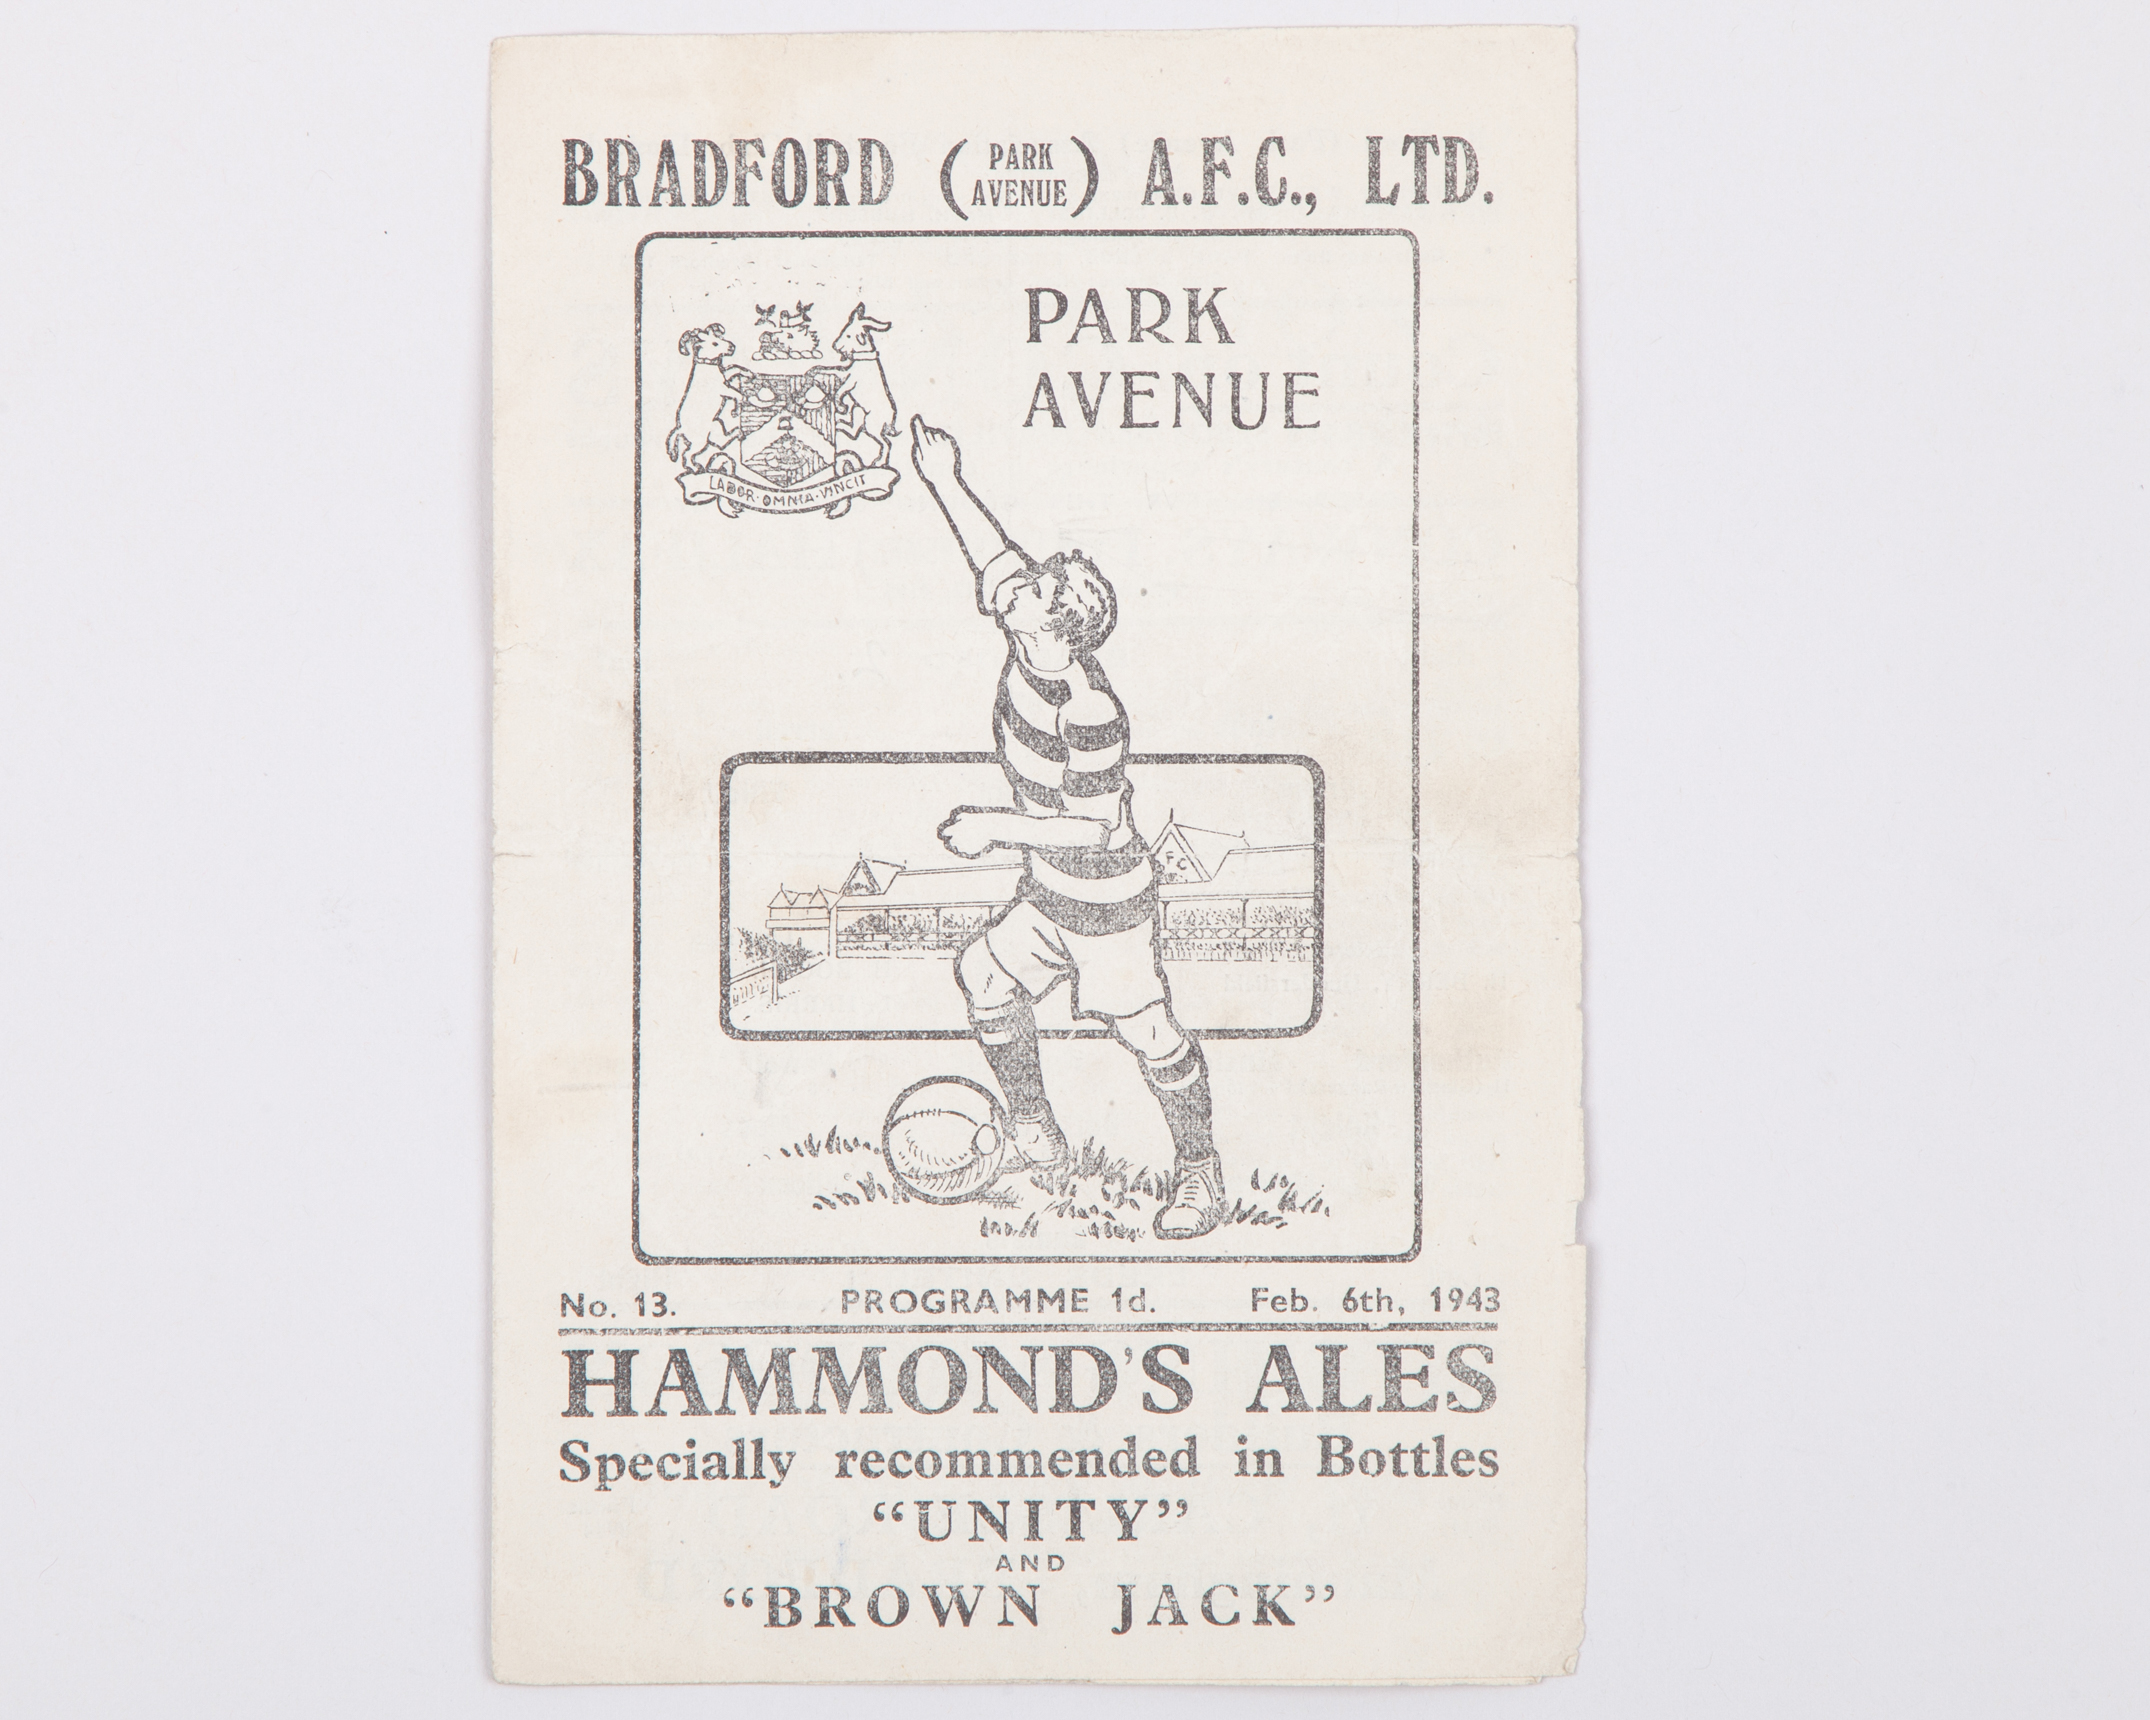 BRADFORD (PARK AVENUE) A.F.C., LTD.
PARK
AVENUE
LABOR·OMNIA·VINCIT
F C
No. 13. PROGRAMME 1d. Feb. 6th, 1943
HAMMOND'S ALES
Specially recommended in Bottles
"UNITY"
AND
"BROWN JACK"